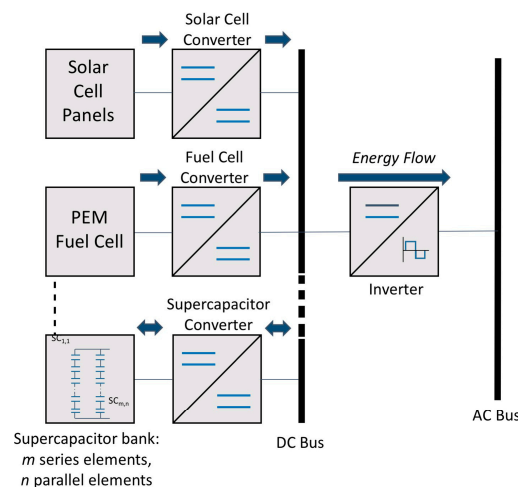 Solar Cell
Converter
Solar
Cell
Panels
Fuel Cell
Converter
Energy Flow
PEM
Fuel Cell
Inverter
Supercapacitor
Converter
SC1,1
SCm,n
AC Bus
DC Bus
Supercapacitor bank:
m series elements,
n parallel elements